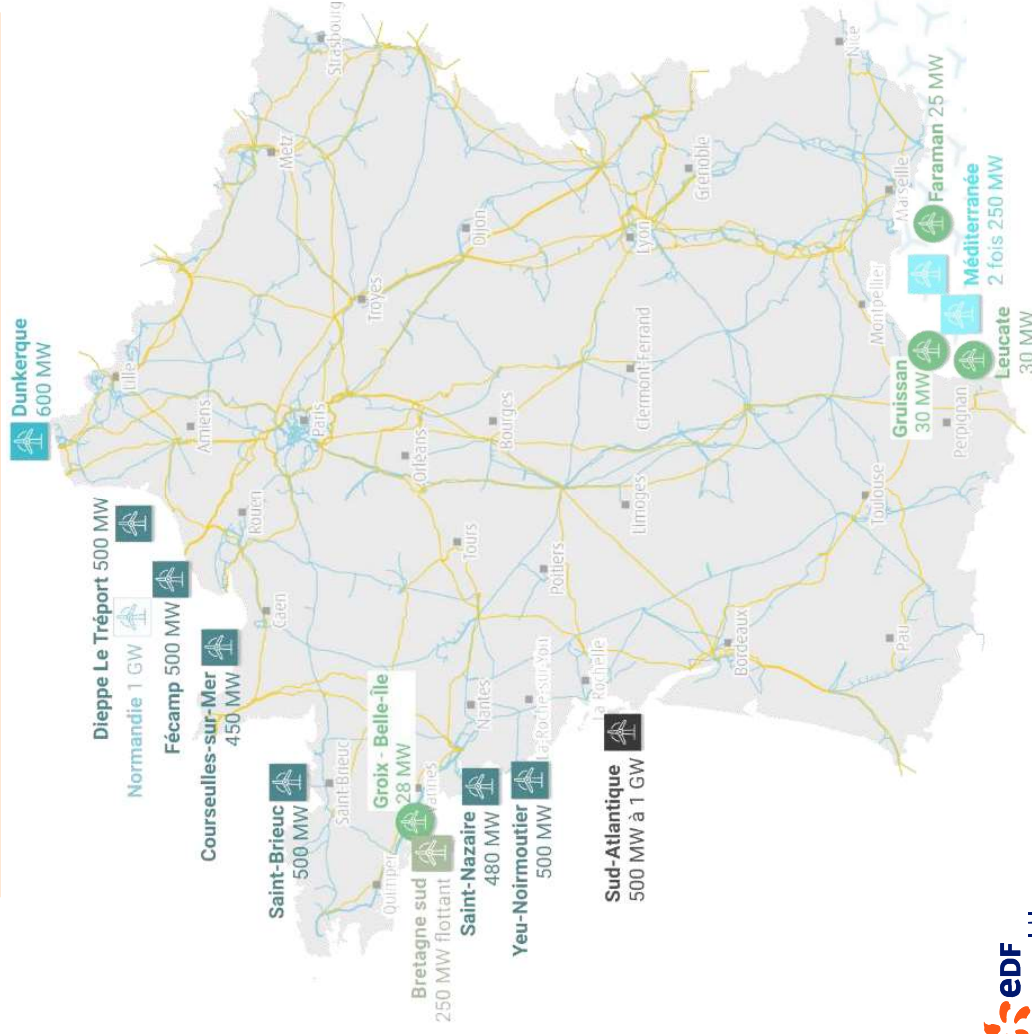 Dunkerque
600 MW
Dieppe Le Tréport 500 MW
Normandie 1 GW
Fécamp 500 MW
Courseulles-sur-Mer
450 MW
Saint-Brieuc
500 MW
Groix - Belle-Île
28 MW
Bretagne sud
250 MW flottant
Saint-Nazaire
480 MW
Yeu-Noirmoutier
500 MW
Sud-Atlantique
500 MW à 1 GW
Gruissan
30 MW
Leucate
30 MW
Méditerranée
2 fois 250 MW
Faraman 25 MW
Lille
Amiens
Rouen
Caen
Paris
Metz
Strasbourg
Troyes
Saint-Brieuc
Quimper
Vannes
Orléans
Tours
Nantes
La Roche-sur-Yon
Bourges
Dijon
Poitiers
La Rochelle
Limoges
Clermont-Ferrand
Lyon
Grenoble
Bordeaux
Pau
Toulouse
Montpellier
Perpignan
Marseille
Nice
eDF